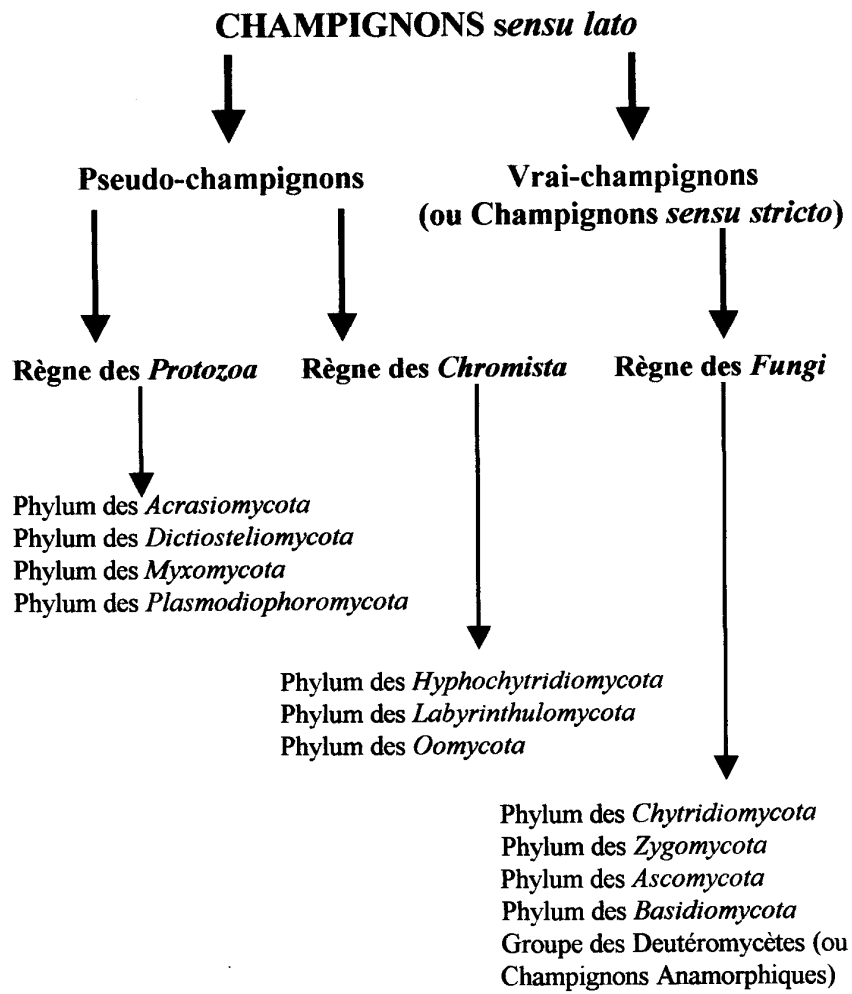 CHAMPIGNONS sensu lato
Pseudo-champignons
Vrai-champignons
(ou Champignons sensu stricto)
Règne des Protozoa
Règne des Chromista
Règne des Fungi
Phylum des Acrasiomycota
Phylum des Dictiosteliomycota
Phylum des Myxomycota
Phylum des Plasmodiophoromycota
Phylum des Hyphochytridiomycota
Phylum des Labyrinthulomycota
Phylum des Oomycota
Phylum des Chytridiomycota
Phylum des Zygomycota
Phylum des Ascomycota
Phylum des Basidiomycota
Groupe des Deutéromycètes (ou
Champignons Anamorphiques)